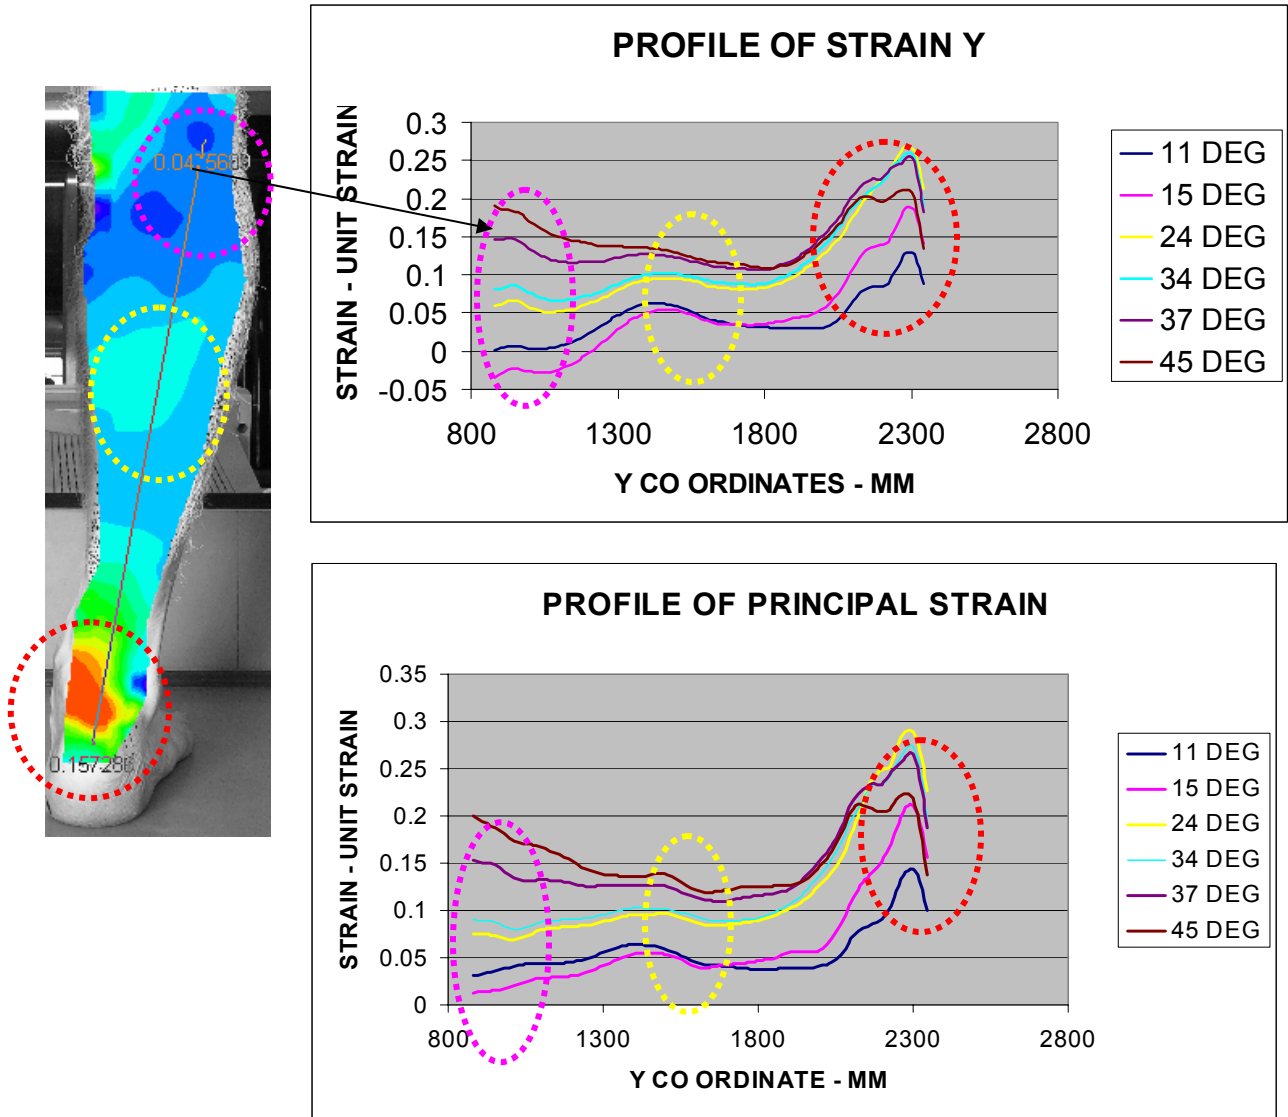 PROFILE OF STRAIN Y
STRAIN - UNIT STRAIN
0.3
0.25
0.2
0.15
0.1
0.05
0
-0.05
800 1300 1800 2300 2800
Y CO ORDINATES - MM
11 DEG
15 DEG
24 DEG
34 DEG
37 DEG
45 DEG
0.157286
PROFILE OF PRINCIPAL STRAIN
STRAIN - UNIT STRAIN
0.35
0.3
0.25
0.2
0.15
0.1
0.05
0
800 1300 1800 2300 2800
Y CO ORDINATE - MM
11 DEG
15 DEG
24 DEG
34 DEG
37 DEG
45 DEG